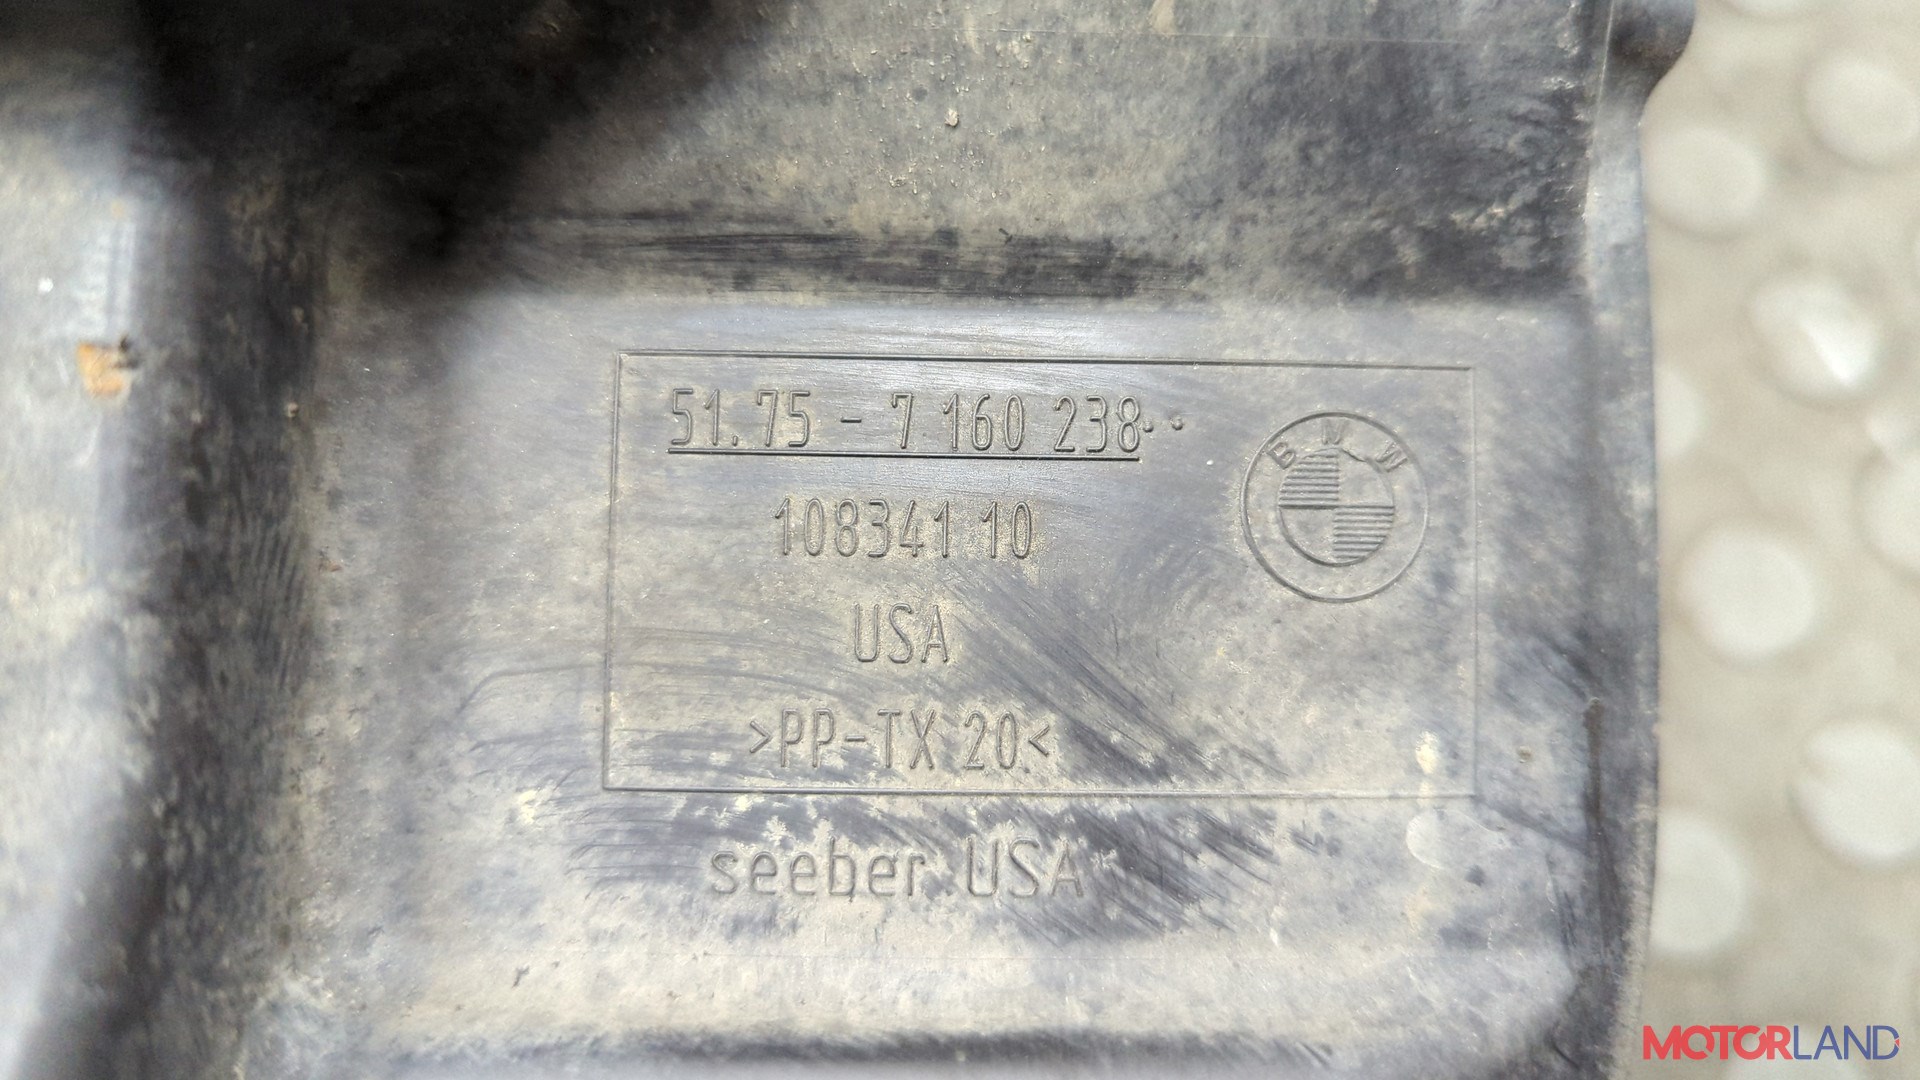 51.75 - 7 160 238··
BMW
108341 10
USA
>PP-TX 20<
seeber USA
MOTORLAND